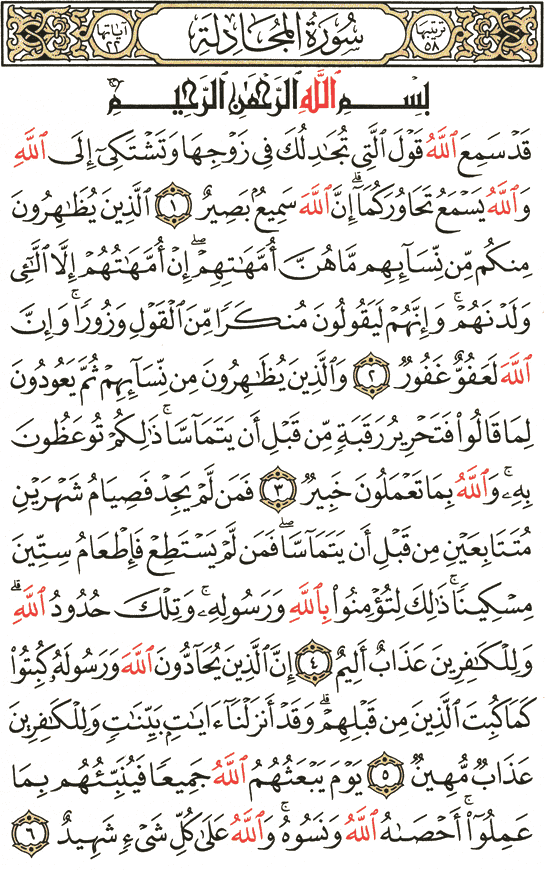 ترتيبها ٥٨ سُورَةُ المُجَادلَة آياتها ٢٢
بِسْمِ ٱللَّهِ ٱلرَّحْمَٰنِ ٱلرَّحِيمِ
قَدْ سَمِعَ ٱللَّهُ قَوْلَ ٱلَّتِي تُجَٰدِلُكَ فِي زَوْجِهَا وَتَشْتَكِيٓ إِلَى ٱللَّهِ
وَٱللَّهُ يَسْمَعُ تَحَاوُرَكُمَآۚ إِنَّ ٱللَّهَ سَمِيعُۢ بَصِيرٌ ١ ٱلَّذِينَ يُظَٰهِرُونَ
مِنكُم مِّن نِّسَآئِهِم مَّا هُنَّ أُمَّهَٰتِهِمْۖ إِنْ أُمَّهَٰتُهُمْ إِلَّا ٱلَّٰٓـِٔي
وَلَدْنَهُمْۚ وَإِنَّهُمْ لَيَقُولُونَ مُنكَرًا مِّنَ ٱلْقَوْلِ وَزُورًاۚ وَإِنَّ
ٱللَّهَ لَعَفُوٌّ غَفُورٌ ٢ وَٱلَّذِينَ يُظَٰهِرُونَ مِن نِّسَآئِهِمْ ثُمَّ يَعُودُونَ
لِمَا قَالُوا۟ فَتَحْرِيرُ رَقَبَةٍ مِّن قَبْلِ أَن يَتَمَآسَّاۚ ذَٰلِكُمْ تُوعَظُونَ
بِهِۦۚ وَٱللَّهُ بِمَا تَعْمَلُونَ خَبِيرٌ ٣ فَمَن لَّمْ يَجِدْ فَصِيَامُ شَهْرَيْنِ
مُتَتَابِعَيْنِ مِن قَبْلِ أَن يَتَمَآسَّاۖ فَمَن لَّمْ يَسْتَطِعْ فَإِطْعَامُ سِتِّينَ
مِسْكِينًاۚ ذَٰلِكَ لِتُؤْمِنُوا۟ بِٱللَّهِ وَرَسُولِهِۦۚ وَتِلْكَ حُدُودُ ٱللَّهِۗ
وَلِلْكَٰفِرِينَ عَذَابٌ أَلِيمٌ ٤ إِنَّ ٱلَّذِينَ يُحَآدُّونَ ٱللَّهَ وَرَسُولَهُۥ كُبِتُوا۟
كَمَا كُبِتَ ٱلَّذِينَ مِن قَبْلِهِمْۚ وَقَدْ أَنزَلْنَآ ءَايَٰتٍۭ بَيِّنَٰتٍۚ وَلِلْكَٰفِرِينَ
عَذَابٌ مُّهِينٌ ٥ يَوْمَ يَبْعَثُهُمُ ٱللَّهُ جَمِيعًا فَيُنَبِّئُهُم بِمَا
عَمِلُوٓا۟ۚ أَحْصَىٰهُ ٱللَّهُ وَنَسُوهُۚ وَٱللَّهُ عَلَىٰ كُلِّ شَيْءٍ شَهِيدٌ ٦